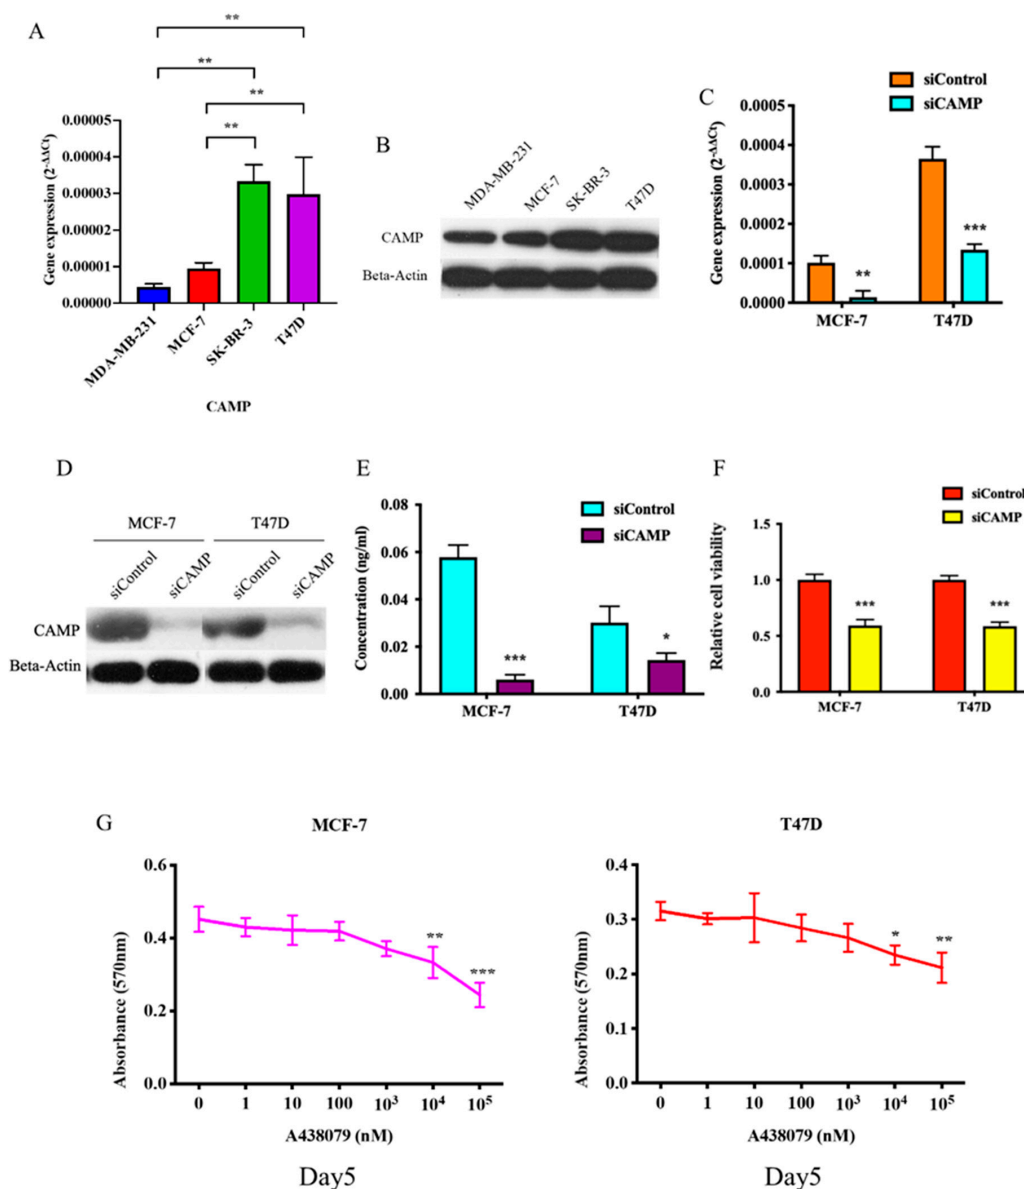 A
**
**
**
**
Gene expression (2-ΔΔCt)
0.00005
0.00004
0.00003
0.00002
0.00001
0.00000
MDA-MB-231
MCF-7
SK-BR-3
T47D
CAMP
B
MDA-MB-231
MCF-7
SK-BR-3
T47D
CAMP
Beta-Actin
C
siControl
siCAMP
Gene expression (2-ΔΔCt)
0.0005
0.0004
0.0003
0.0002
0.0001
0.0000
**
***
MCF-7
T47D
D
MCF-7
T47D
siControl
siCAMP
siControl
siCAMP
CAMP
Beta-Actin
E
siControl
siCAMP
Concentration (ng/ml)
0.08
0.06
0.04
0.02
0.00
***
*
MCF-7
T47D
F
siControl
siCAMP
Relative cell viability
1.5
1.0
0.5
0.0
***
***
MCF-7
T47D
G
MCF-7
Absorbance (570nm)
0.6
0.4
0.2
0.0
**
***
0 1 10 100 10³ 10⁴ 10⁵
A438079 (nM)
Day5
T47D
Absorbance (570nm)
0.4
0.3
0.2
0.1
0.0
*
**
0 1 10 100 10³ 10⁴ 10⁵
A438079 (nM)
Day5